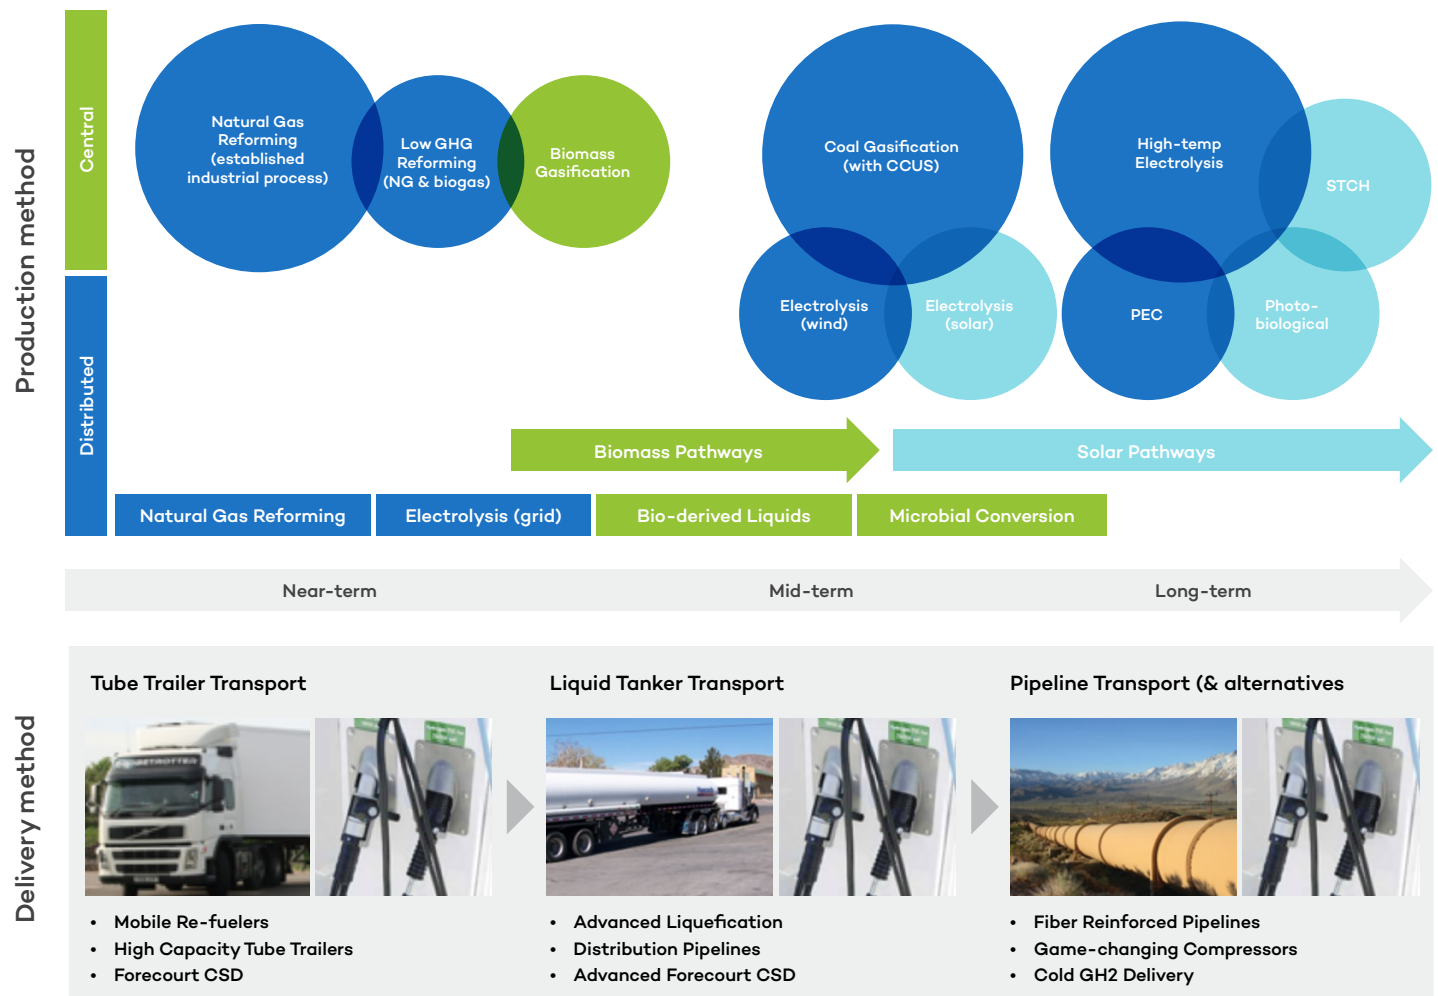 Production method
Central
Distributed
Natural Gas
Reforming
(established
industrial process)
Low GHG
Reforming
(NG & biogas)
Biomass
Gasification
Coal Gasification
(with CCUS)
Electrolysis
(wind)
Electrolysis
(solar)
High-temp
Electrolysis
STCH
PEC
Photo-
biological
Biomass Pathways
Solar Pathways
Natural Gas Reforming
Electrolysis (grid)
Bio-derived Liquids
Microbial Conversion
Near-term
Mid-term
Long-term
Delivery method
Tube Trailer Transport
• Mobile Re-fuelers
• High Capacity Tube Trailers
• Forecourt CSD
Liquid Tanker Transport
• Advanced Liquefication
• Distribution Pipelines
• Advanced Forecourt CSD
Pipeline Transport (& alternatives
• Fiber Reinforced Pipelines
• Game-changing Compressors
• Cold GH2 Delivery